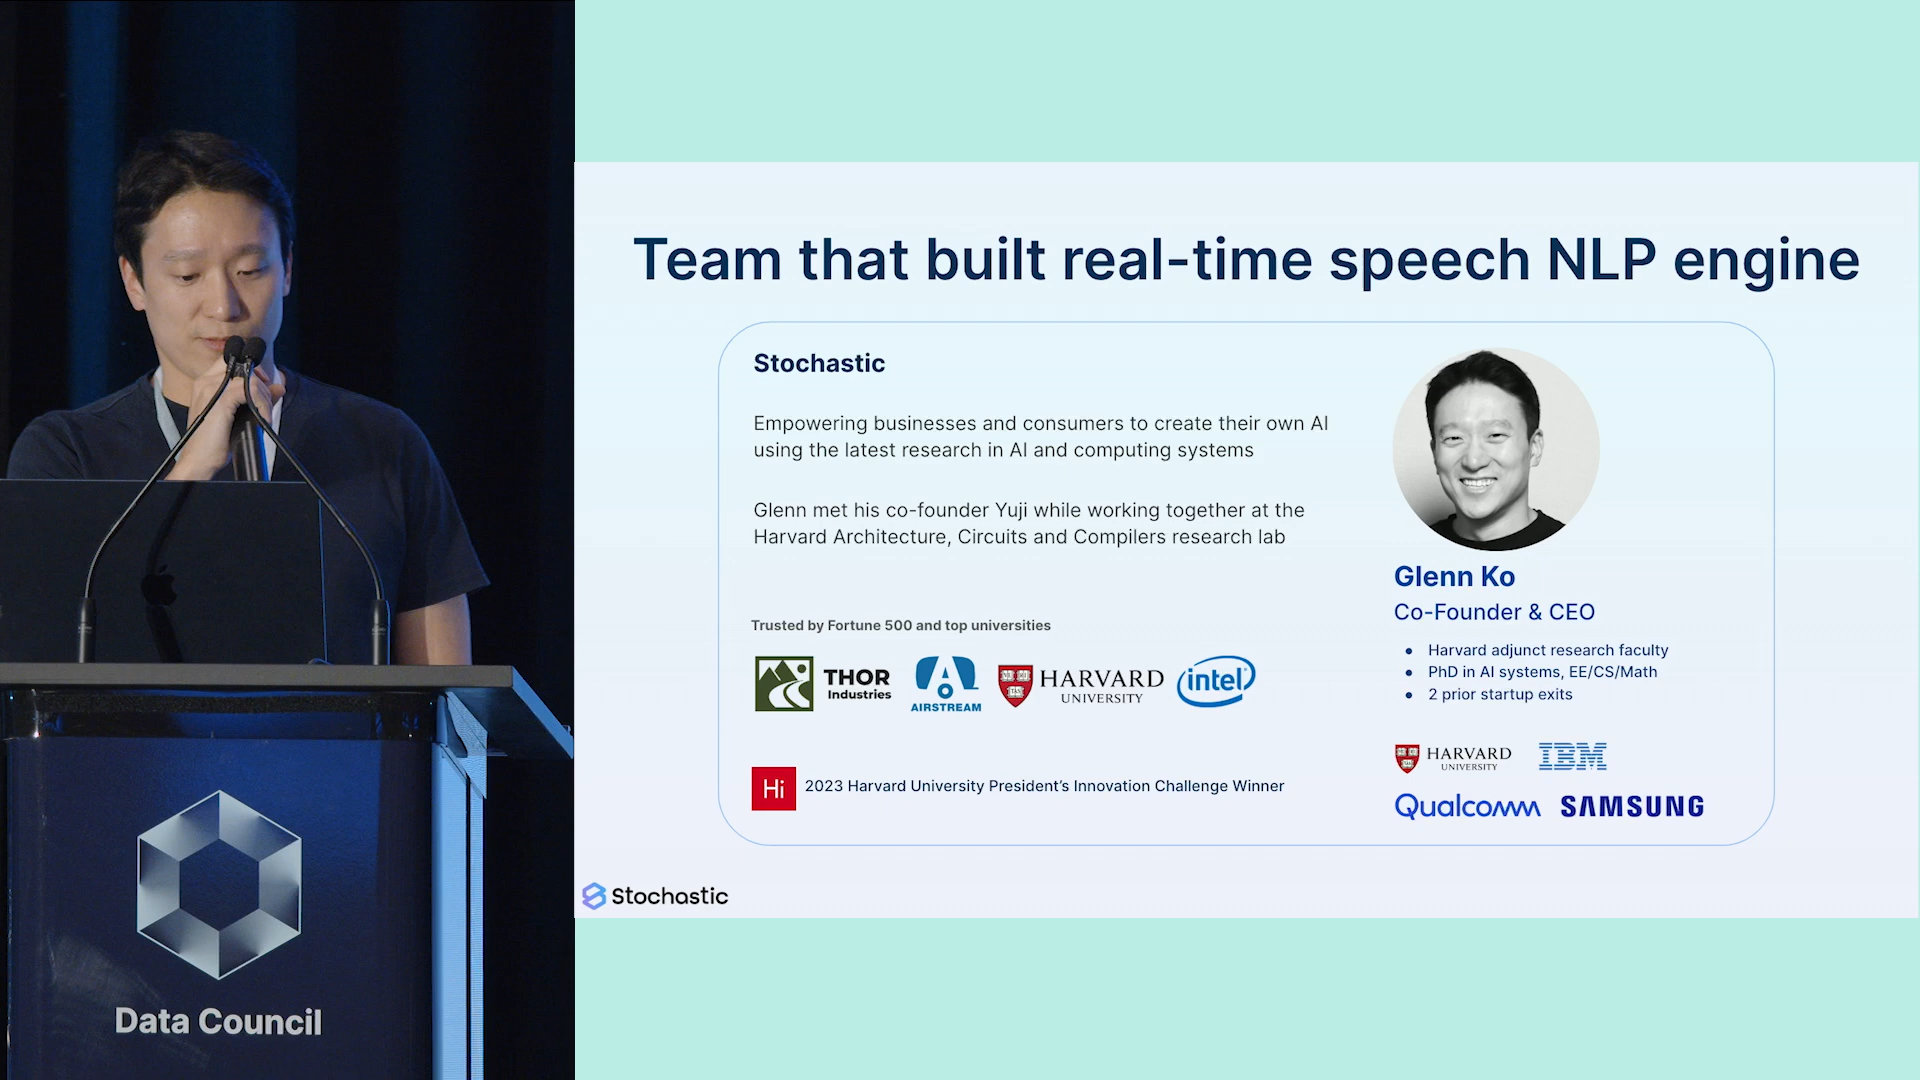 Team that built real-time speech NLP engine
Stochastic
Empowering businesses and consumers to create their own AI
using the latest research in AI and computing systems
Glenn met his co-founder Yuji while working together at the
Harvard Architecture, Circuits and Compilers research lab
Trusted by Fortune 500 and top universities
THOR
Industries
AIRSTREAM
HARVARD
UNIVERSITY
intel
Hi
2023 Harvard University President's Innovation Challenge Winner
Glenn Ko
Co-Founder & CEO
• Harvard adjunct research faculty
• PhD in AI systems, EE/CS/Math
• 2 prior startup exits
HARVARD
UNIVERSITY
IBM
Qualcomm
SAMSUNG
Stochastic
Data Council